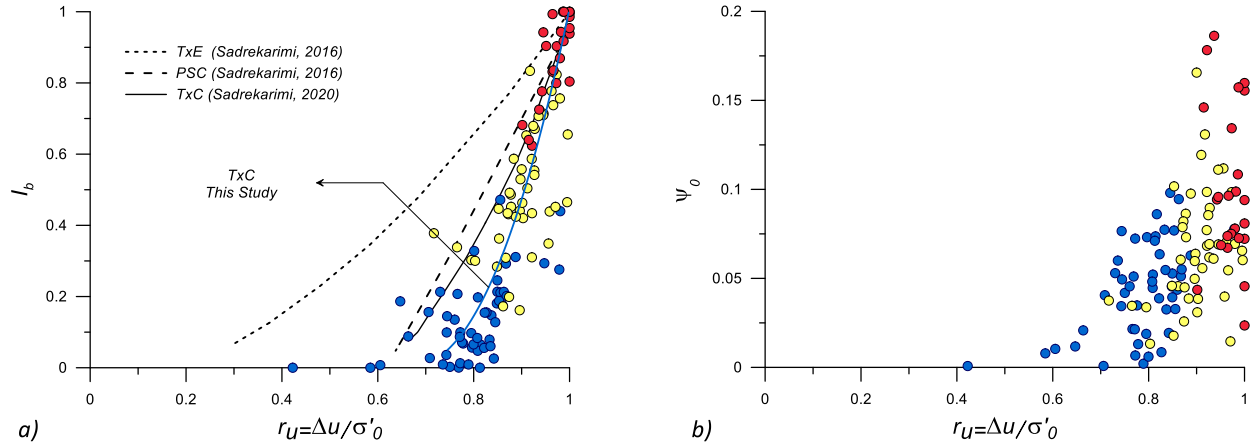 1
0.8
0.6
0.4
0.2
0
I_b
TxE (Sadrekarimi, 2016)
PSC (Sadrekarimi, 2016)
TxC (Sadrekarimi, 2020)
TxC
This Study
0 0.2 0.4 0.6 0.8 1
a) r_u=Δu/σ'_0
0.2
0.15
0.1
0.05
0
ψ_0
0 0.2 0.4 0.6 0.8 1
b) r_u=Δu/σ'_0